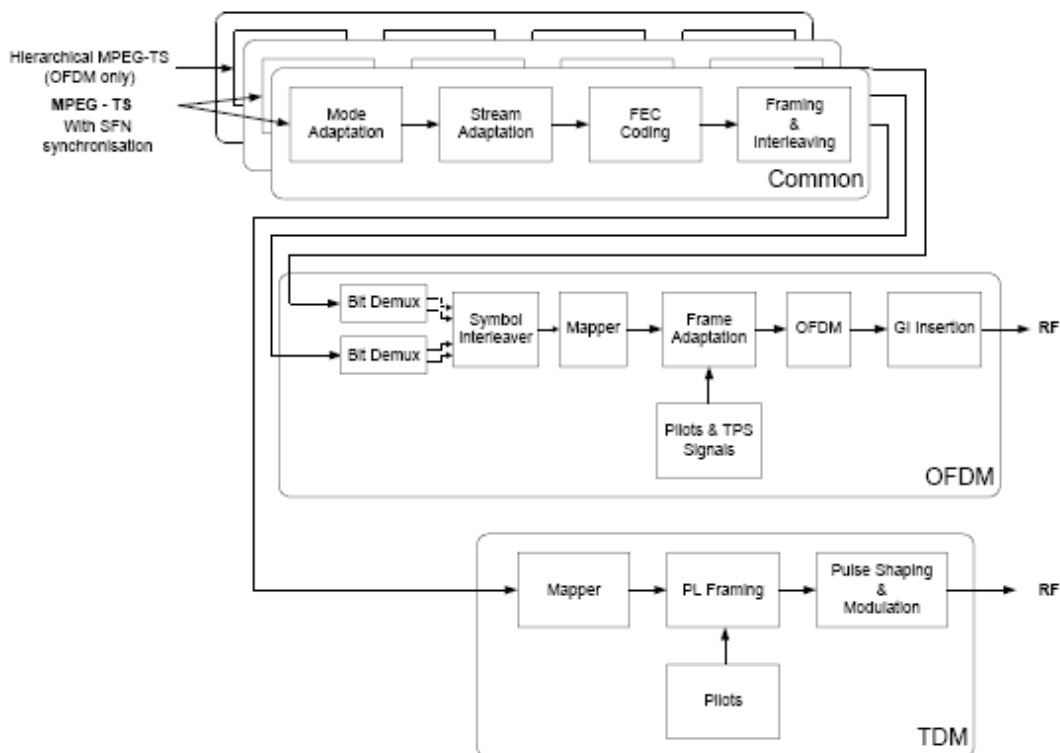 Hierarchical MPEG-TS
(OFDM only)
MPEG - TS
With SFN
synchronisation
Mode
Adaptation
Stream
Adaptation
FEC
Coding
Framing
&
Interleaving
Common
Bit Demux
Bit Demux
Symbol
Interleaver
Mapper
Frame
Adaptation
OFDM
GI Insertion
RF
Pilots & TPS
Signals
OFDM
Mapper
PL Framing
Pulse Shaping
&
Modulation
RF
Pilots
TDM